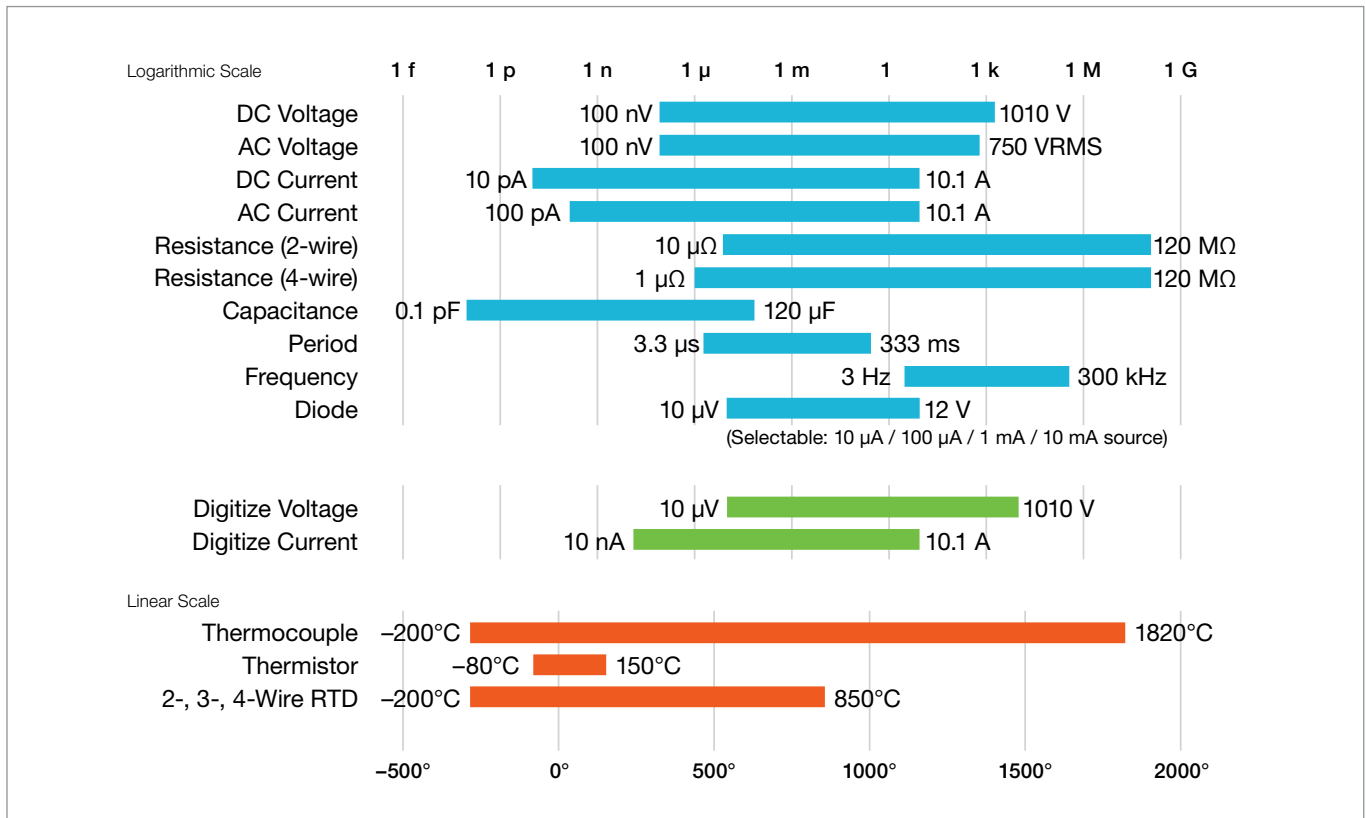 Logarithmic Scale 1 f 1 p 1 n 1 µ 1 m 1 1 k 1 M 1 G
DC Voltage 100 nV 1010 V
AC Voltage 100 nV 750 VRMS
DC Current 10 pA 10.1 A
AC Current 100 pA 10.1 A
Resistance (2-wire) 10 µΩ 120 MΩ
Resistance (4-wire) 1 µΩ 120 MΩ
Capacitance 0.1 pF 120 µF
Period 3.3 µs 333 ms
Frequency 3 Hz 300 kHz
Diode 10 µV 12 V
(Selectable: 10 µA / 100 µA / 1 mA / 10 mA source)
Digitize Voltage 10 µV 1010 V
Digitize Current 10 nA 10.1 A
Linear Scale
Thermocouple –200°C 1820°C
Thermistor –80°C 150°C
2-, 3-, 4-Wire RTD –200°C 850°C
–500° 0° 500° 1000° 1500° 2000°